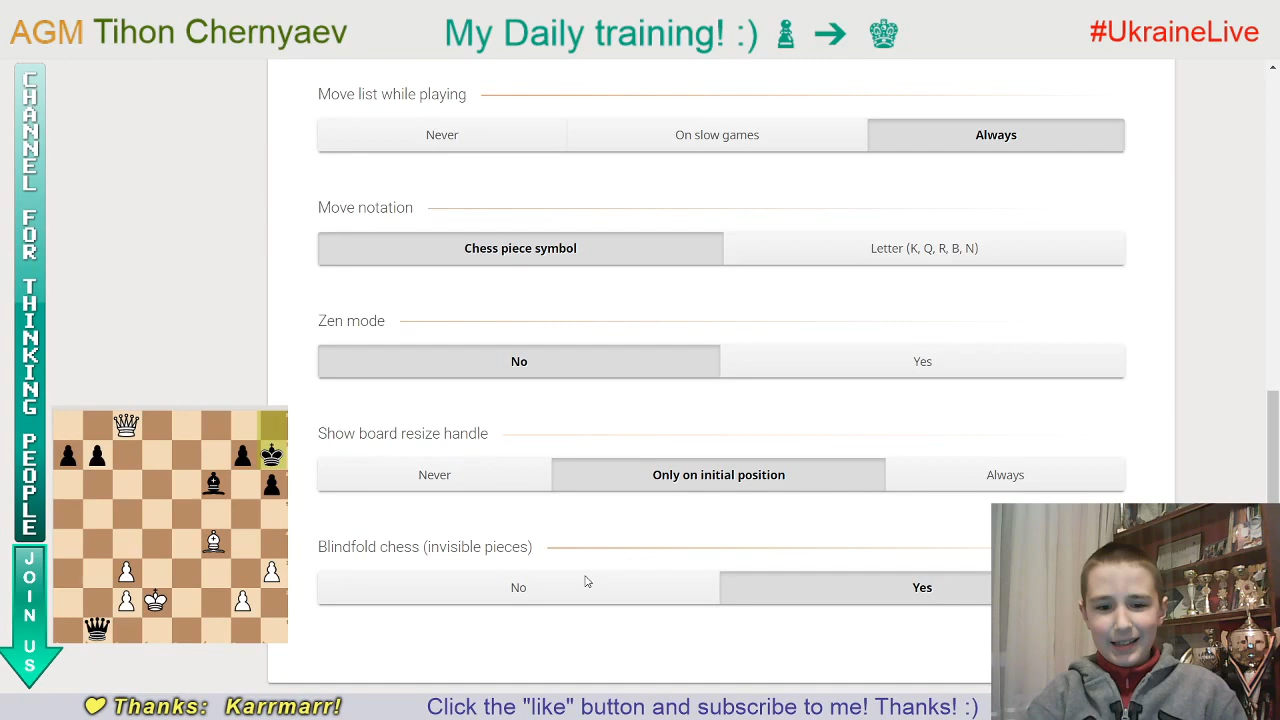 AGM Tihon Chernyaev
My Daily training! :)
#UkraineLive
CHANNEL FOR THINKING PEOPLE
JOIN US
Move list while playing
Never
On slow games
Always
Move notation
Chess piece symbol
Letter (K, Q, R, B, N)
Zen mode
No
Yes
Show board resize handle
Never
Only on initial position
Always
Blindfold chess (invisible pieces)
No
Yes
Thanks: Karrmarr!
Click the "like" button and subscribe to me! Thanks! :)